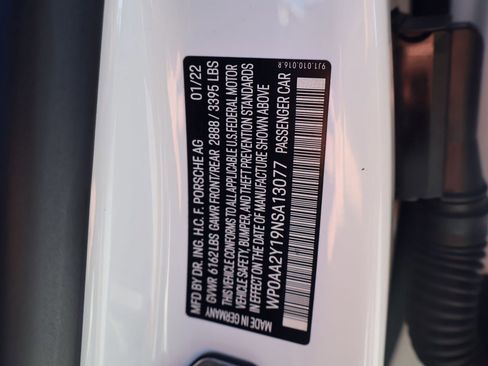 MFD BY DR. ING. H.C. F. PORSCHE AG 01/22
GVWR 6162 LBS GAWR FRONT/REAR 2888 / 3395 LBS
THIS VEHICLE CONFORMS TO ALL APPLICABLE U.S. FEDERAL MOTOR
VEHICLE SAFETY, BUMPER, AND THEFT PREVENTION STANDARDS
IN EFFECT ON THE DATE OF MANUFACTURE SHOWN ABOVE
WP0AA2Y19NSA13077 PASSENGER CAR
MADE IN GERMANY
9J1.010.016.R